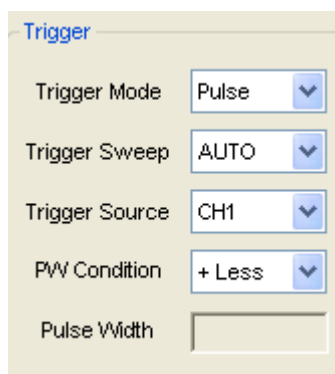 Trigger
Trigger Mode Pulse
Trigger Sweep AUTO
Trigger Source CH1
PW Condition + Less
Pulse Width